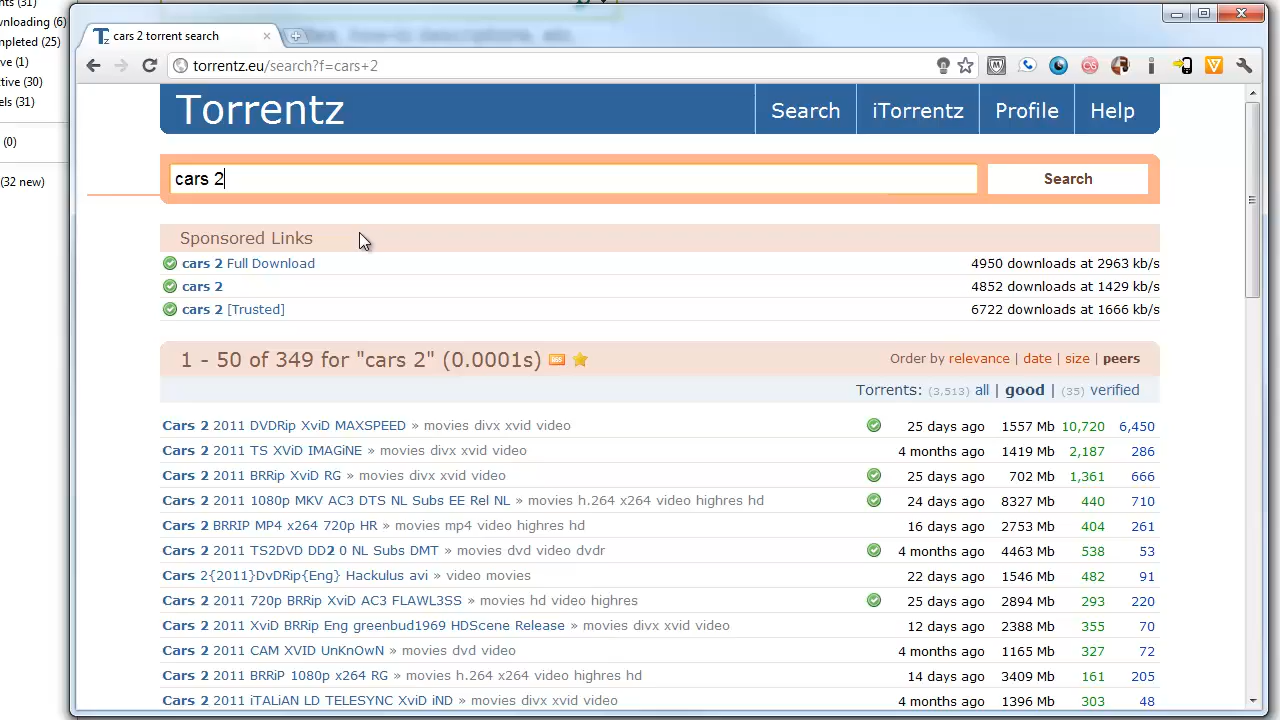 nts (31)
wnloading (6)
mpleted (25)
ve (1)
ctive (30)
els (31)
(0)
(32 new)
cars 2 torrent search
torrentz.eu/search?f=cars+2
Torrentz
Search iTorrentz Profile Help
cars 2 Search
Sponsored Links
cars 2 Full Download 4950 downloads at 2963 kb/s
cars 2 4852 downloads at 1429 kb/s
cars 2 [Trusted] 6722 downloads at 1666 kb/s
1 - 50 of 349 for "cars 2" (0.0001s) Order by relevance | date | size | peers
Torrents: (3,513) all | good | (35) verified
Cars 2 2011 DVDRip XviD MAXSPEED » movies divx xvid video 25 days ago 1557 Mb 10,720 6,450
Cars 2 2011 TS XViD IMAGiNE » movies divx xvid video 4 months ago 1419 Mb 2,187 286
Cars 2 2011 BRRip XviD RG » movies divx xvid video 25 days ago 702 Mb 1,361 666
Cars 2 2011 1080p MKV AC3 DTS NL Subs EE Rel NL » movies h.264 x264 video highres hd 24 days ago 8327 Mb 440 710
Cars 2 BRRIP MP4 x264 720p HR » movies mp4 video highres hd 16 days ago 2753 Mb 404 261
Cars 2 2011 TS2DVD DD2 0 NL Subs DMT » movies dvd video dvdr 4 months ago 4463 Mb 538 53
Cars 2{2011}DvDRip{Eng} Hackulus avi » video movies 22 days ago 1546 Mb 482 91
Cars 2 2011 720p BRRip XviD AC3 FLAWL3SS » movies hd video highres 25 days ago 2894 Mb 293 220
Cars 2 2011 XviD BRRip Eng greenbud1969 HDScene Release » movies divx xvid video 12 days ago 2388 Mb 355 70
Cars 2 2011 CAM XVID UnKnOwN » movies dvd video 4 months ago 1165 Mb 327 72
Cars 2 2011 BRRiP 1080p x264 RG » movies h.264 x264 video highres hd 14 days ago 3409 Mb 161 205
Cars 2 2011 iTALiAN LD TELESYNC XviD iND » movies divx xvid video 4 months ago 1396 Mb 303 48